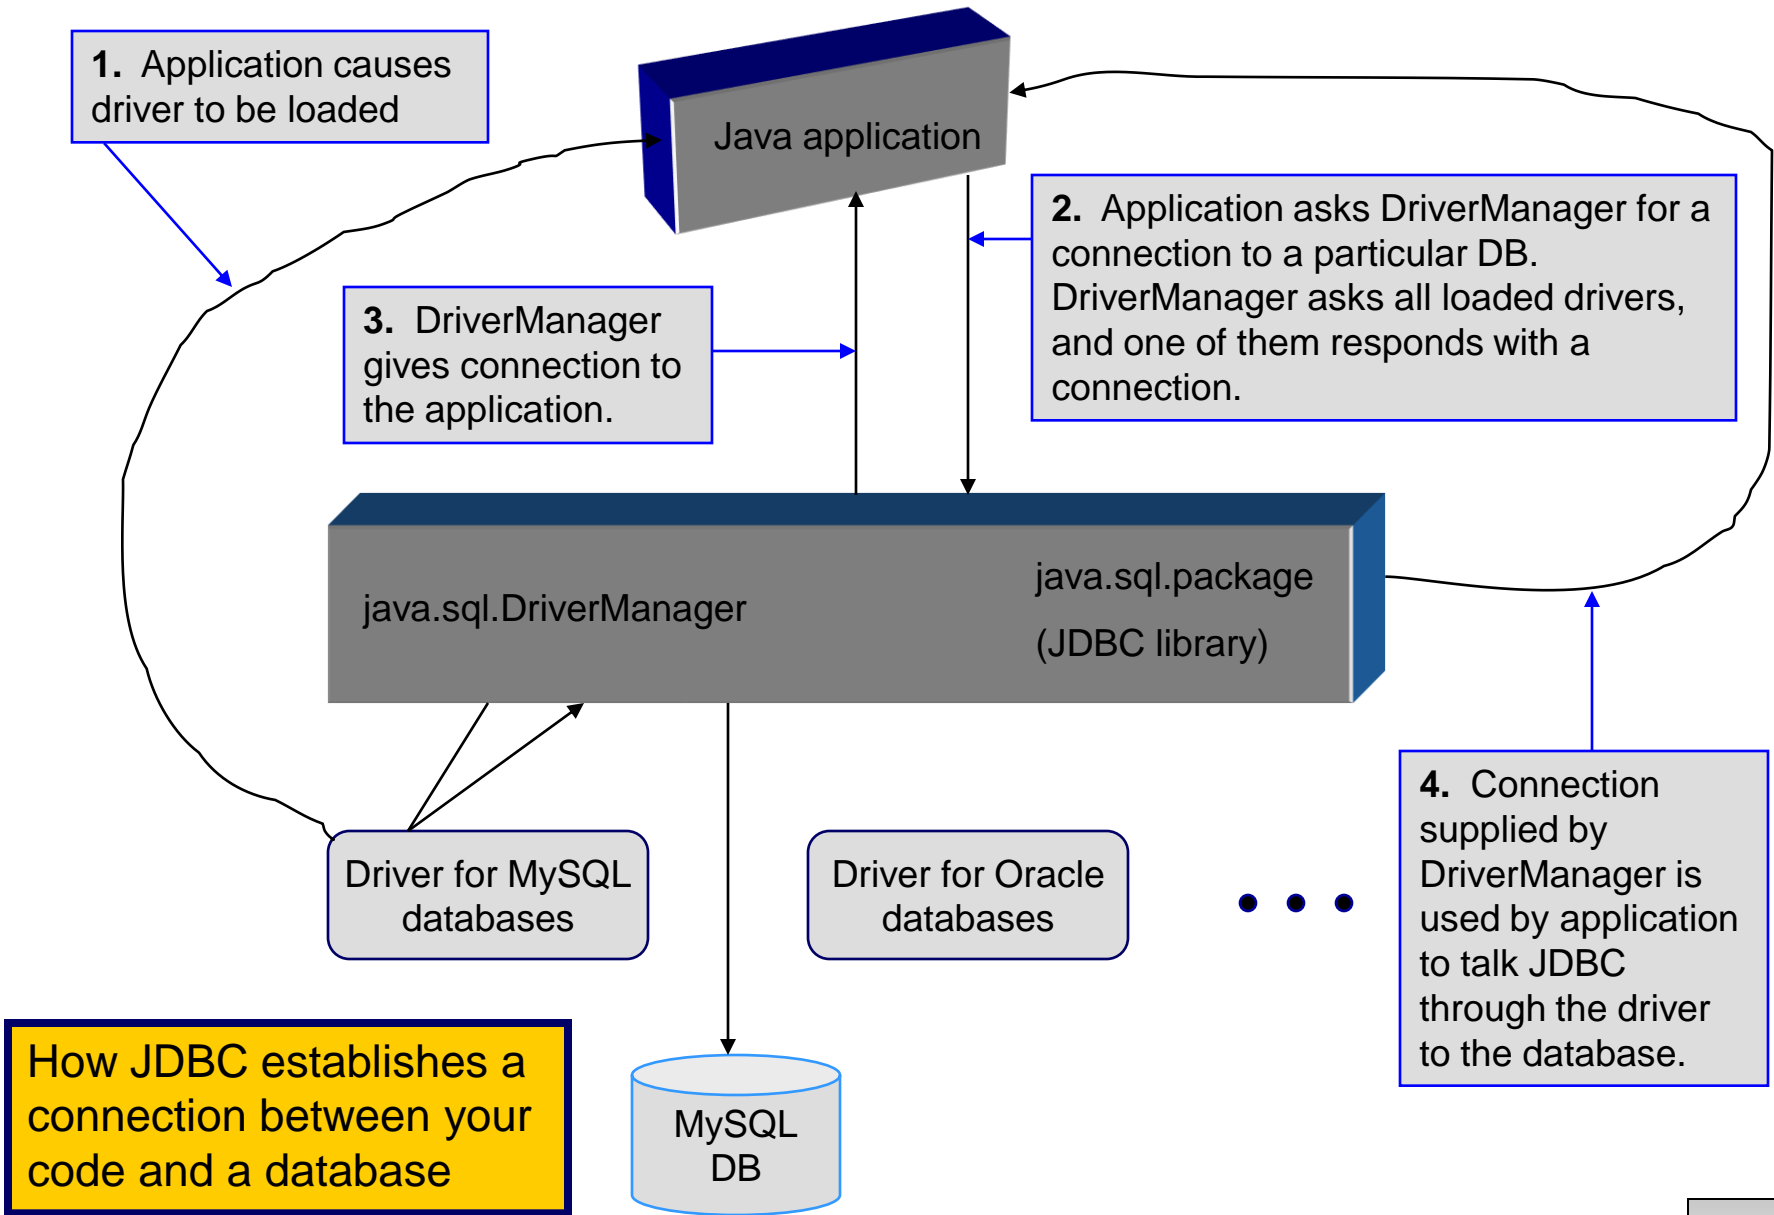 1. Application causes
driver to be loaded
Java application
2. Application asks DriverManager for a
connection to a particular DB.
DriverManager asks all loaded drivers,
and one of them responds with a
connection.
3. DriverManager
gives connection to
the application.
java.sql.DriverManager
java.sql.package
(JDBC library)
4. Connection
supplied by
DriverManager is
used by application
to talk JDBC
through the driver
to the database.
Driver for MySQL
databases
Driver for Oracle
databases
How JDBC establishes a
connection between your
code and a database
MySQL
DB